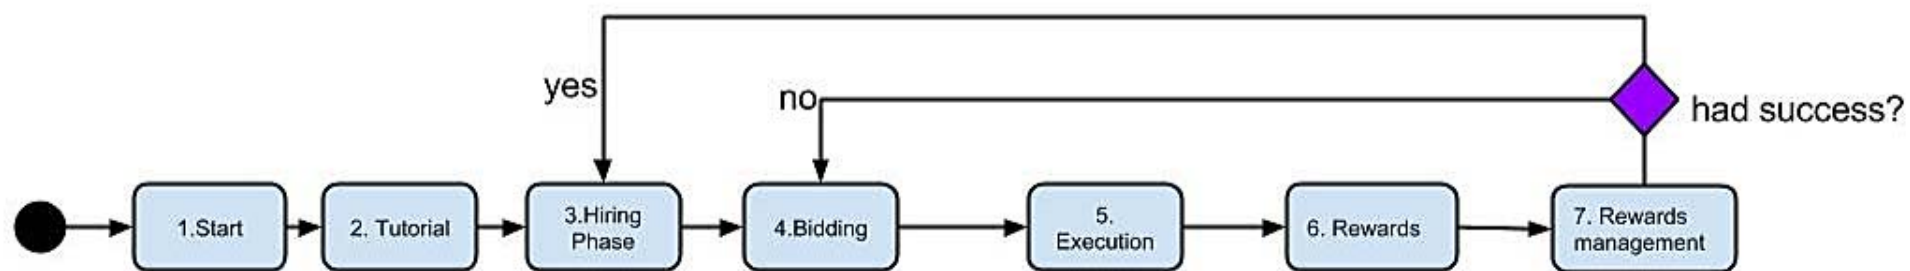 yes
no
had success?
1.Start
2. Tutorial
3.Hiring
Phase
4.Bidding
5.
Execution
6. Rewards
7. Rewards
management